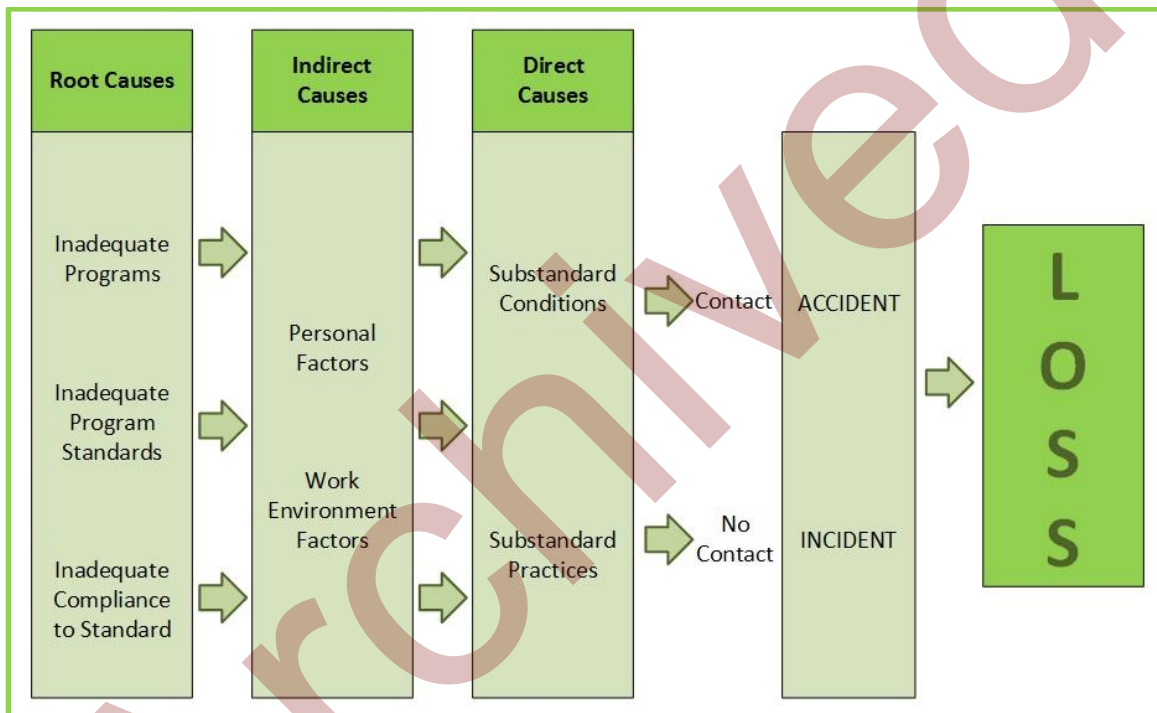 Root Causes
Inadequate
Programs
Inadequate
Program
Standards
Inadequate
Compliance
to Standard
Indirect
Causes
Personal
Factors
Work
Environment
Factors
Direct
Causes
Substandard
Conditions
Substandard
Practices
Contact
No
Contact
ACCIDENT
INCIDENT
L
O
S
S
Archived